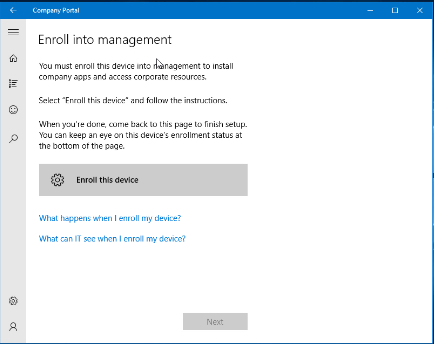 Company Portal
Enroll into management
You must enroll this device into management to install
company apps and access corporate resources.
Select "Enroll this device" and follow the instructions.
When you're done, come back to this page to finish setup.
You can keep an eye on this device's enrollment status at
the bottom of the page.
Enroll this device
What happens when I enroll my device?
What can IT see when I enroll my device?
Next